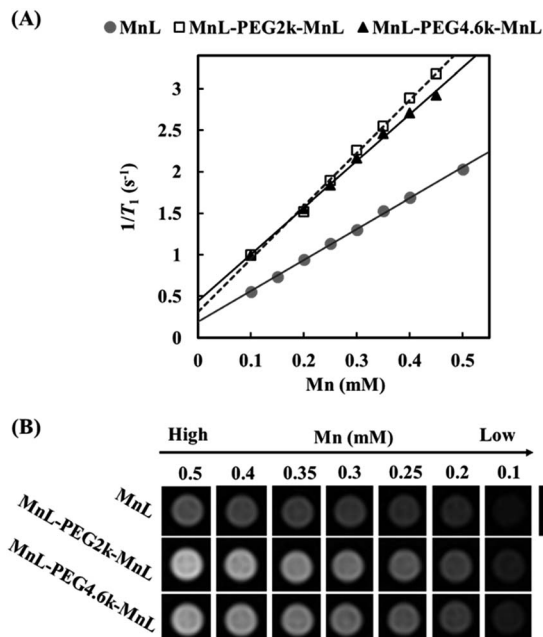 (A)
MnL MnL-PEG2k-MnL MnL-PEG4.6k-MnL
3
2.5
2
1.5
1
0.5
0
1/T1 (s-1)
0 0.1 0.2 0.3 0.4 0.5
Mn (mM)
(B)
High Mn (mM) Low
0.5 0.4 0.35 0.3 0.25 0.2 0.1
MnL
MnL-PEG2k-MnL
MnL-PEG4.6k-MnL